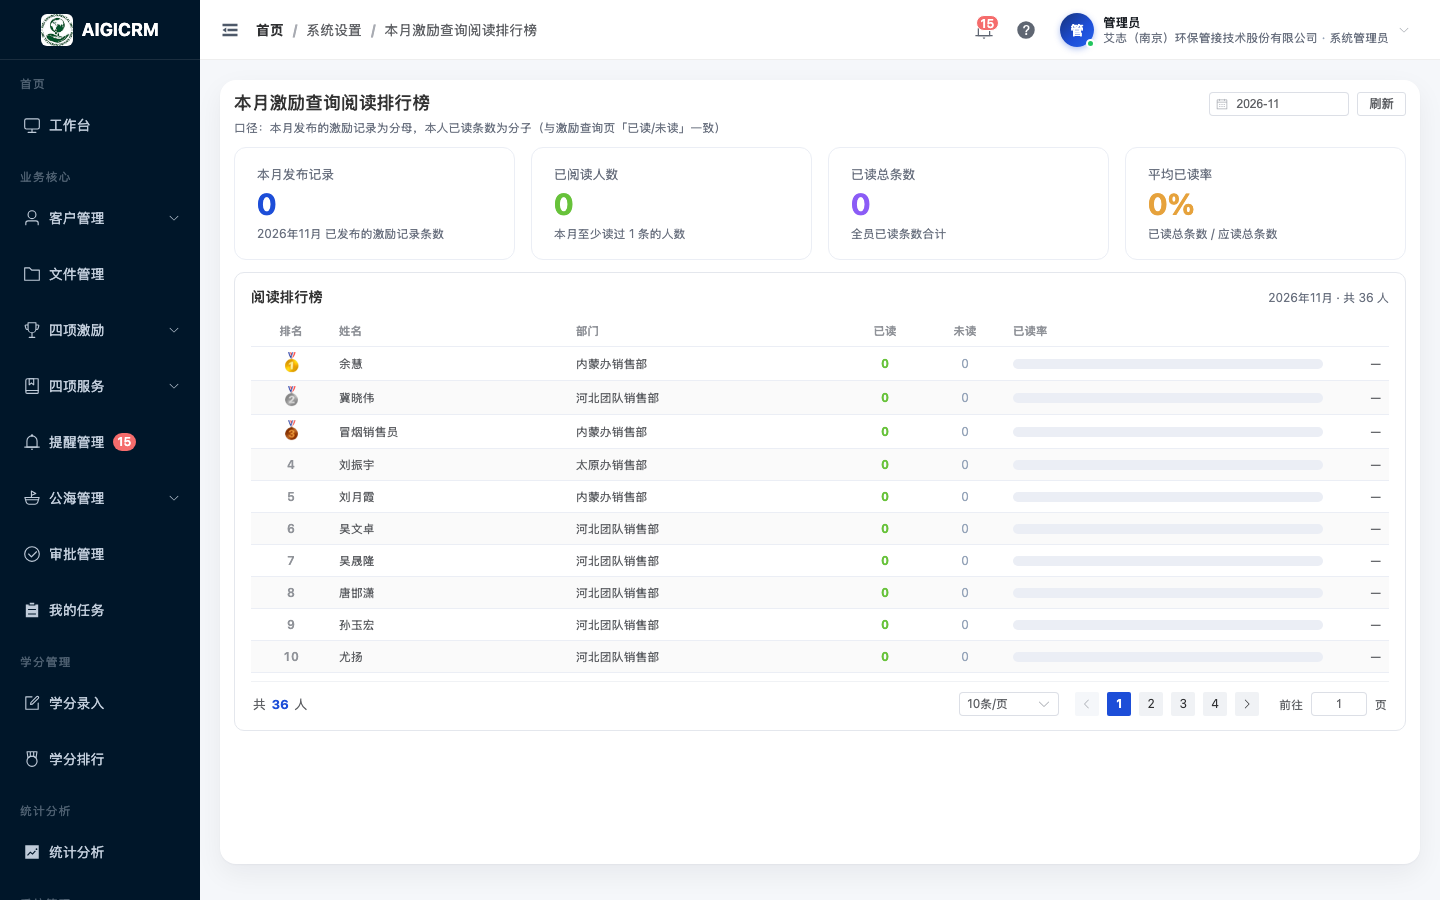 AIGICRM
首页
工作台
业务核心
客户管理
文件管理
四项激励
四项服务
提醒管理 15
公海管理
审批管理
我的任务
学分管理
学分录入
学分排行
统计分析
统计分析
首页 / 系统设置 / 本月激励查询阅读排行榜
15
?
管
管理员
艾志（南京）环保管接技术股份有限公司 · 系统管理员
本月激励查询阅读排行榜
2026-11
刷新
口径：本月发布的激励记录为分母，本人已读条数为分子（与激励查询页「已读/未读」一致）
本月发布记录
0
2026年11月 已发布的激励记录条数
已阅读人数
0
本月至少读过 1 条的人数
已读总条数
0
全员已读条数合计
平均已读率
0%
已读总条数 / 应读总条数
阅读排行榜
2026年11月 · 共 36 人
排名 姓名 部门 已读 未读 已读率
1 余慧 内蒙办销售部 0 0 —
2 冀晓伟 河北团队销售部 0 0 —
3 冒烟销售员 内蒙办销售部 0 0 —
4 刘振宇 太原办销售部 0 0 —
5 刘月霞 内蒙办销售部 0 0 —
6 吴文卓 河北团队销售部 0 0 —
7 吴晟隆 河北团队销售部 0 0 —
8 唐邯潇 河北团队销售部 0 0 —
9 孙玉宏 河北团队销售部 0 0 —
10 尤扬 河北团队销售部 0 0 —
共 36 人
10条/页
1 2 3 4
前往 1 页